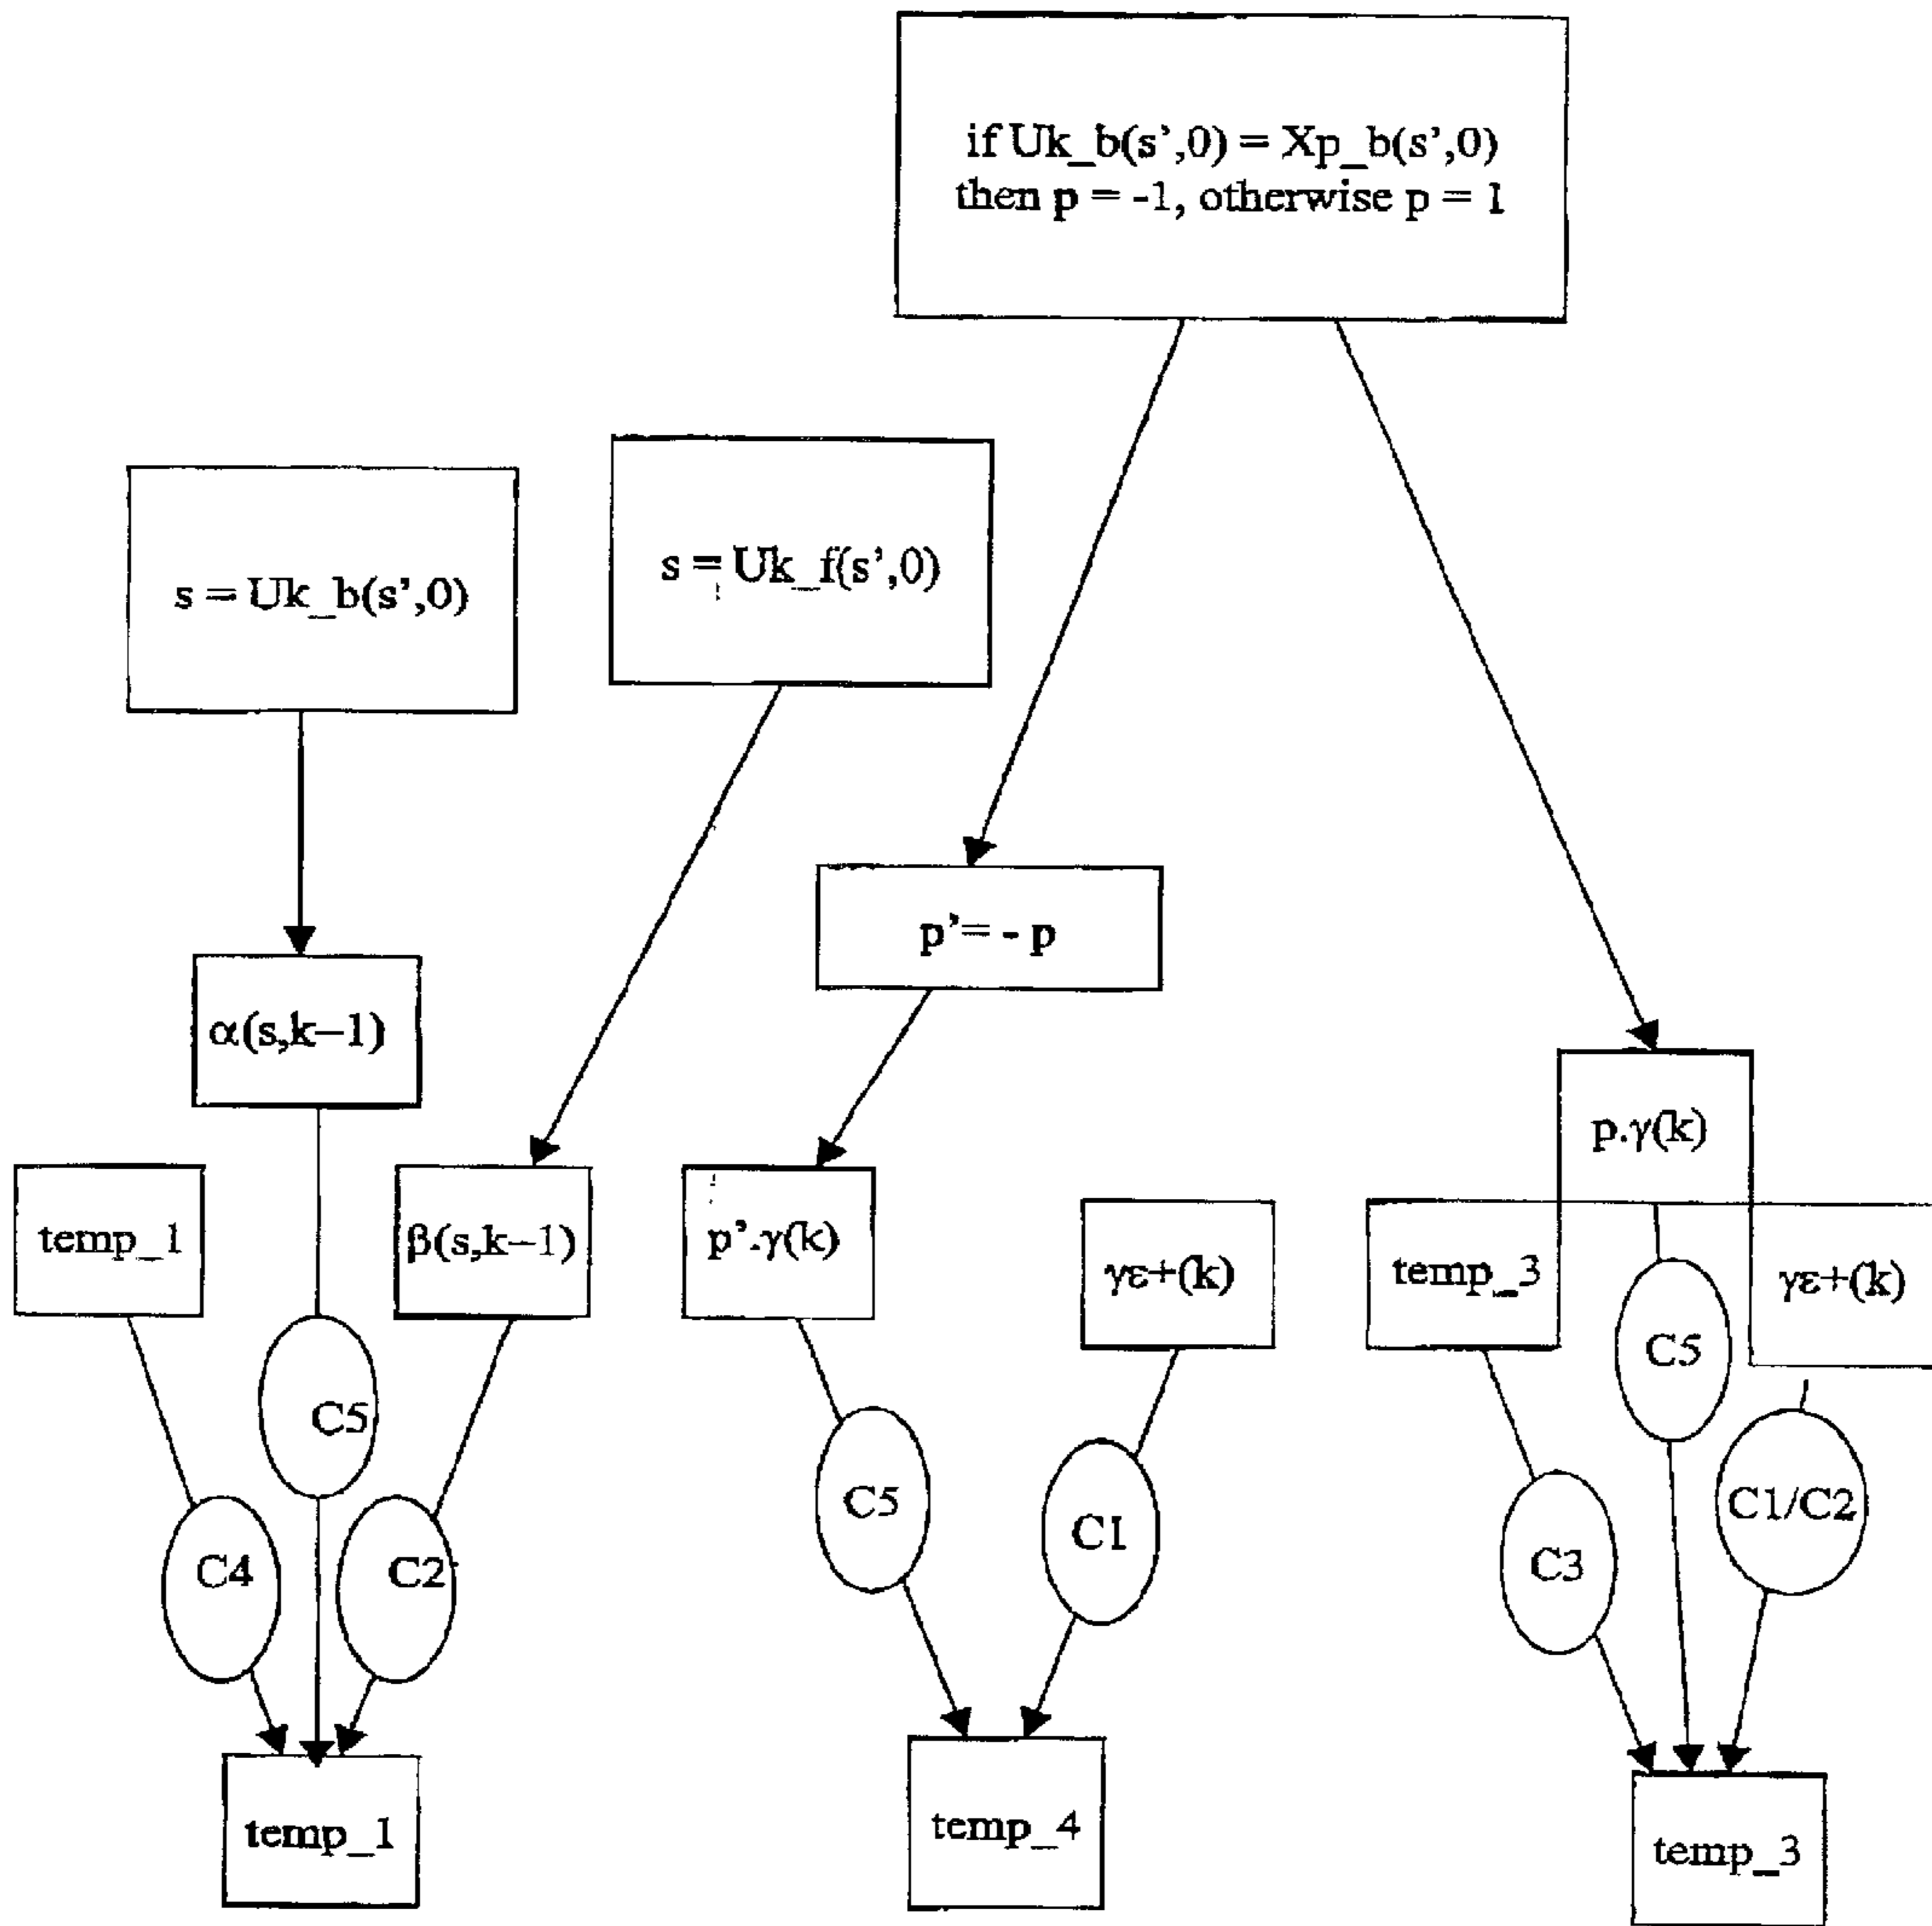 if Uk_b(s’,0) = Xp_b(s’,0)
then p = -1, otherwise p = 1
s = Uk_b(s’,0)
s = Uk_f(s’,0)
p’= - p
α(s,k–1)
p.γ(k)
temp_1
β(s,k–1)
p’.γ(k)
γε+(k)
temp_3
γε+(k)
C5
C5
C4
C2
C5
C1
C3
C1/C2
temp_1
temp_4
temp_3